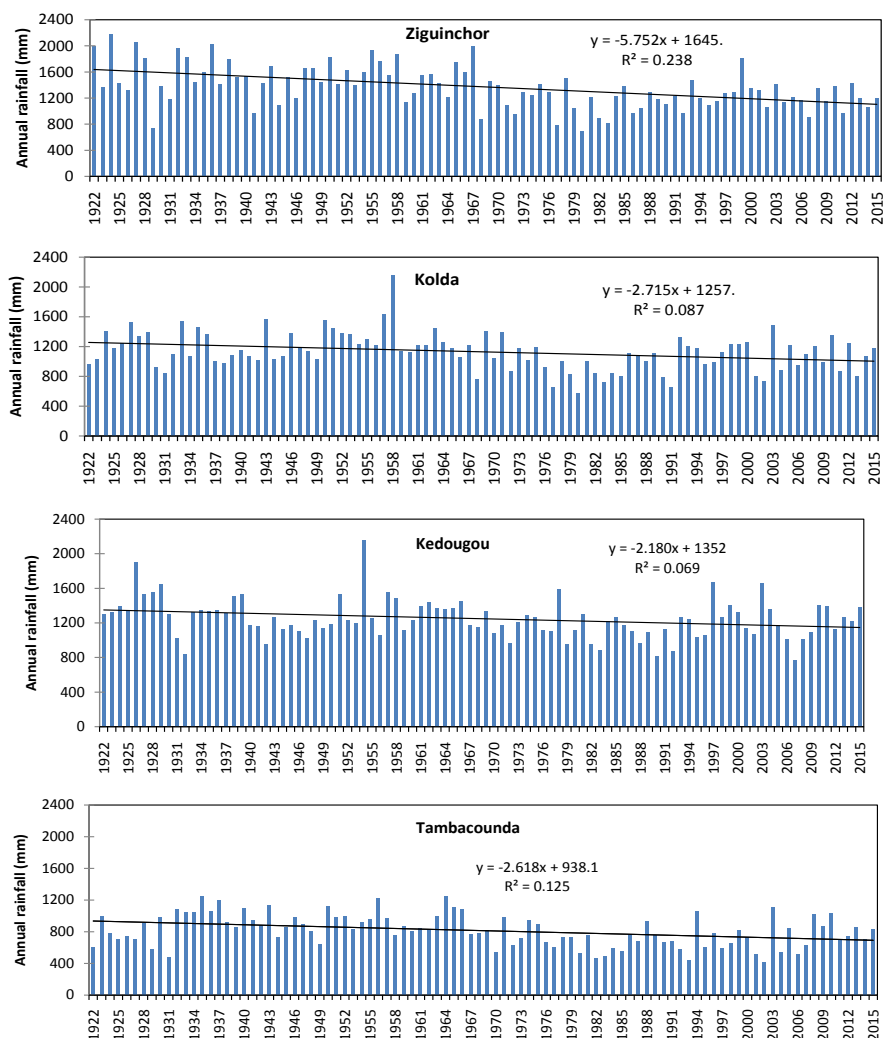 Ziguinchor
y = -5.752x + 1645.
R² = 0.238
Annual rainfall (mm)
2400
2000
1600
1200
800
400
0
1922 1925 1928 1931 1934 1937 1940 1943 1946 1949 1952 1955 1958 1961 1964 1967 1970 1973 1976 1979 1982 1985 1988 1991 1994 1997 2000 2003 2006 2009 2012 2015
Kolda
y = -2.715x + 1257.
R² = 0.087
Annual rainfall (mm)
2400
2000
1600
1200
800
400
0
1922 1925 1928 1931 1934 1937 1940 1943 1946 1949 1952 1955 1958 1961 1964 1967 1970 1973 1976 1979 1982 1985 1988 1991 1994 1997 2000 2003 2006 2009 2012 2015
Kedougou
y = -2.180x + 1352
R² = 0.069
Annual rainfall (mm)
2400
2000
1600
1200
800
400
0
1922 1925 1928 1931 1934 1937 1940 1943 1946 1949 1952 1955 1958 1961 1964 1967 1970 1973 1976 1979 1982 1985 1988 1991 1994 1997 2000 2003 2006 2009 2012 2015
Tambacounda
y = -2.618x + 938.1
R² = 0.125
Annual rainfall (mm)
2400
2000
1600
1200
800
400
0
1922 1925 1928 1931 1934 1937 1940 1943 1946 1949 1952 1955 1958 1961 1964 1967 1970 1973 1976 1979 1982 1985 1988 1991 1994 1997 2000 2003 2006 2009 2012 2015